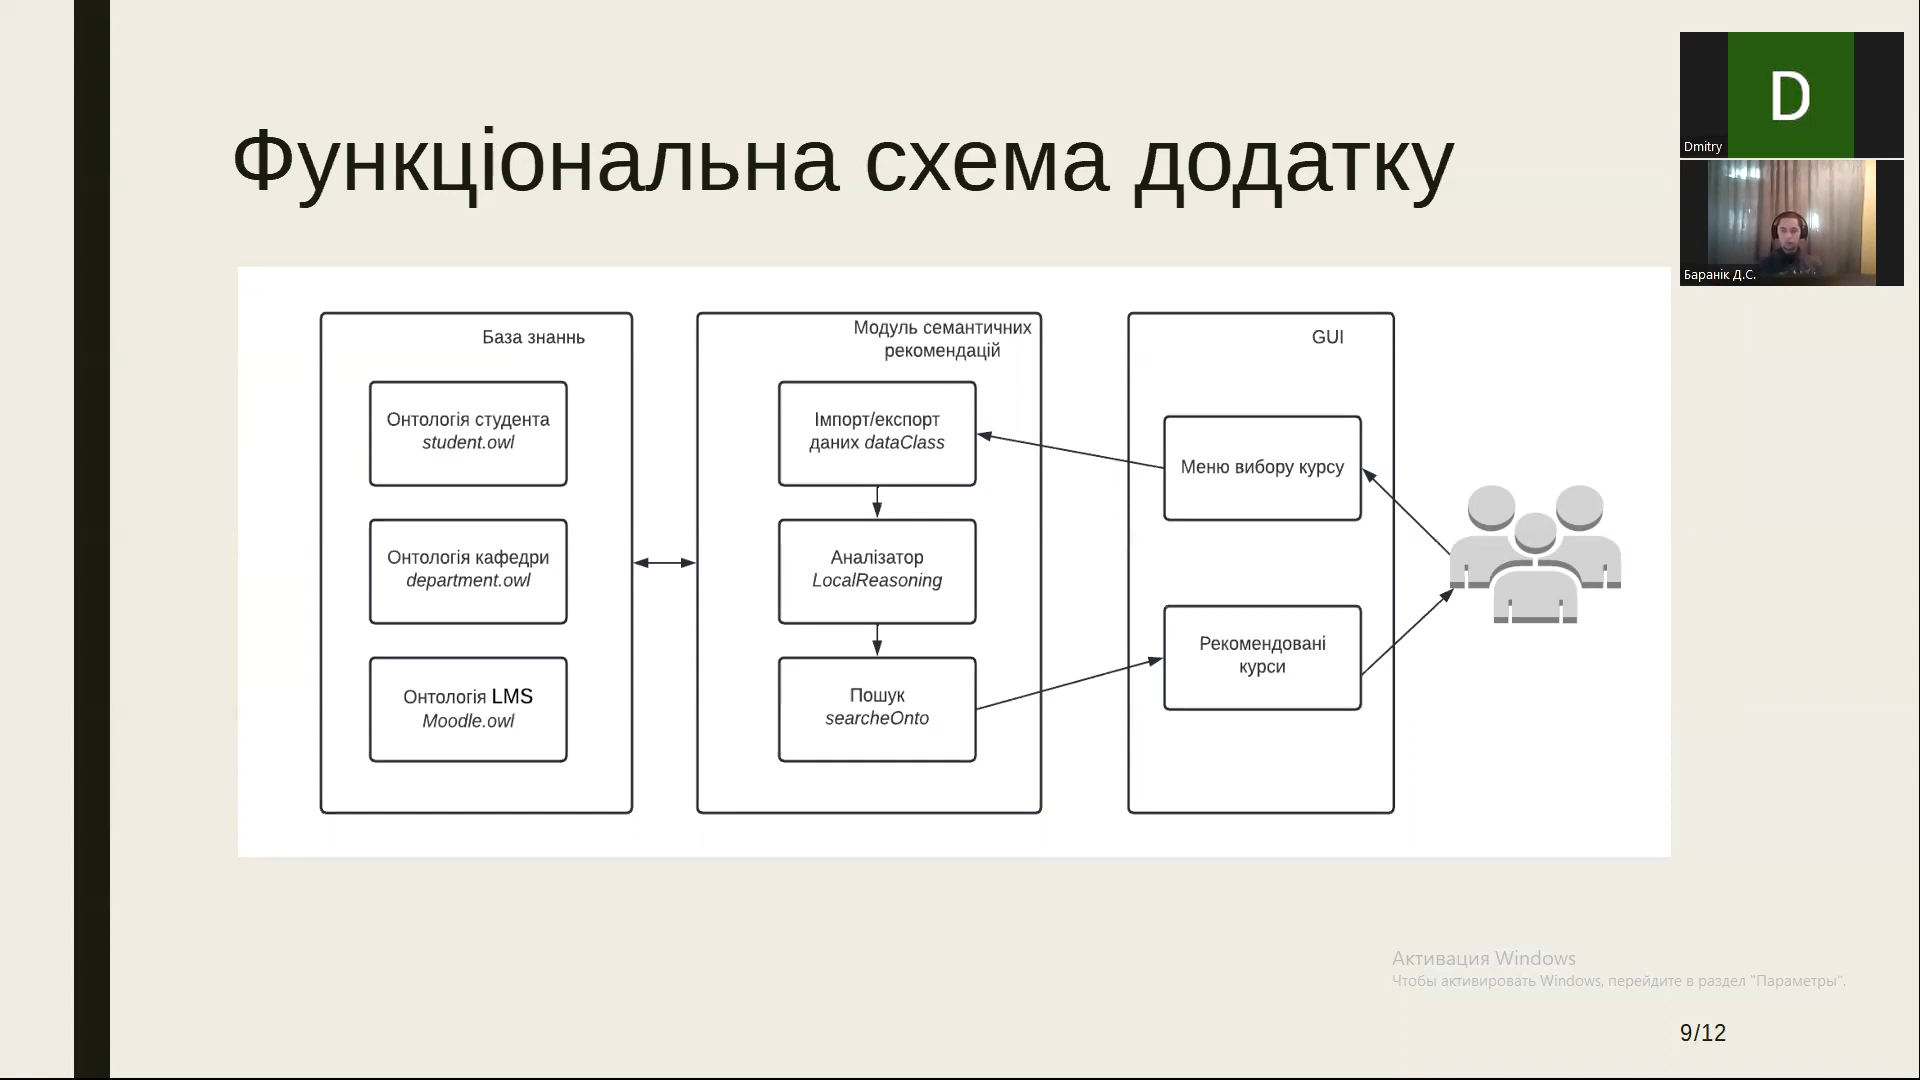 Функціональна схема додатку
D
Dmitry
Баранік Д.С.
База знаннь
Онтологія студента
student.owl
Онтологія кафедри
department.owl
Онтологія LMS
Moodle.owl
Модуль семантичних
рекомендацій
Імпорт/експорт
даних dataClass
Аналізатор
LocalReasoning
Пошук
searcheOnto
GUI
Меню вибору курсу
Рекомендовані
курси
Активация Windows
Чтобы активировать Windows, перейдите в раздел "Параметры".
9/12